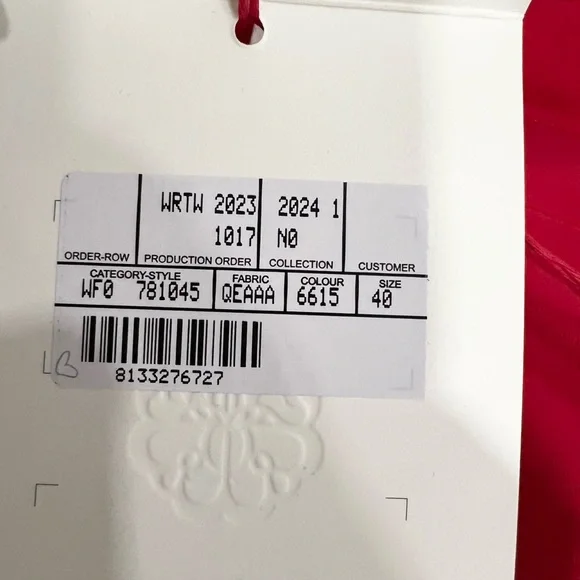 WRTW 2023 2024 1
1017 N0
ORDER-ROW PRODUCTION ORDER COLLECTION CUSTOMER
CATEGORY-STYLE FABRIC COLOUR SIZE
WF0 781045 QEAAA 6615 40
8133276727
LB